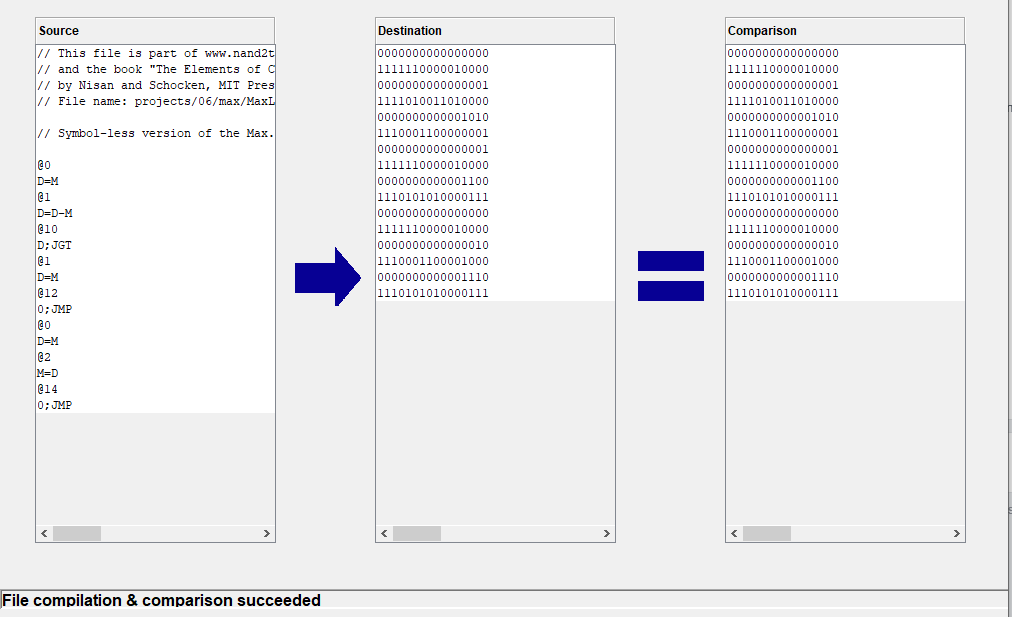 Source
// This file is part of www.nand2t
// and the book "The Elements of C
// by Nisan and Schocken, MIT Pres
// File name: projects/06/max/MaxL
// Symbol-less version of the Max.
@0
D=M
@1
D=D-M
@10
D;JGT
@1
D=M
@12
0;JMP
@0
D=M
@2
M=D
@14
0;JMP
Destination
0000000000000000
1111110000010000
0000000000000001
1111010011010000
0000000000001010
1110001100000001
0000000000000001
1111110000010000
0000000000001100
1110101010000111
0000000000000000
1111110000010000
0000000000000010
1110001100001000
0000000000001110
1110101010000111
Comparison
0000000000000000
1111110000010000
0000000000000001
1111010011010000
0000000000001010
1110001100000001
0000000000000001
1111110000010000
0000000000001100
1110101010000111
0000000000000000
1111110000010000
0000000000000010
1110001100001000
0000000000001110
1110101010000111
File compilation & comparison succeeded